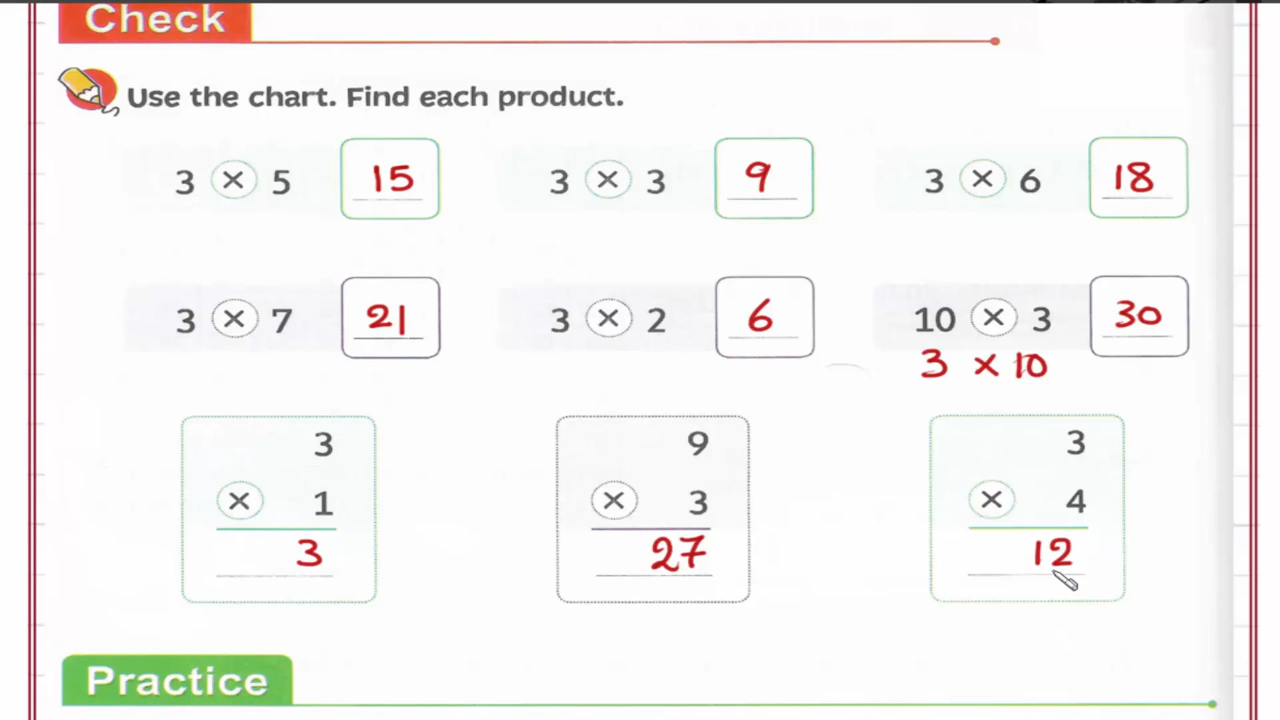 Check
Use the chart. Find each product.
3 × 5 15 3 × 3 9 3 × 6 18
3 × 7 21 3 × 2 6 10 × 3 30
3 × 10
3 9 3
× 1 × 3 × 4
3 27 12
Practice